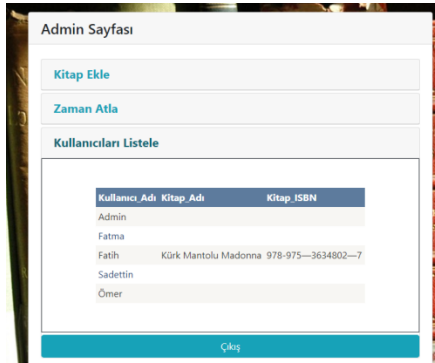 Admin Sayfası
Kitap Ekle
Zaman Atla
Kullanıcıları Listele
Kullanıcı_Adı Kitap_Adı Kitap_ISBN
Admin
Fatma
Fatih Kürk Mantolu Madonna 978-975—3634802—7
Sadettin
Ömer
Çıkış